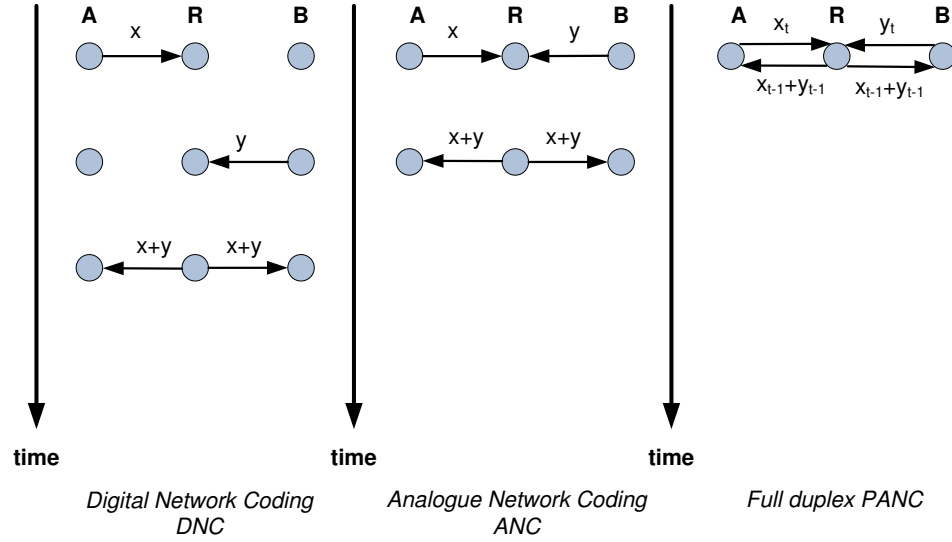 A R B
x
y
x+y x+y
time
Digital Network Coding
DNC
A R B
x y
x+y x+y
time
Analogue Network Coding
ANC
A R B
xt yt
xt-1+yt-1 xt-1+yt-1
time
Full duplex PANC